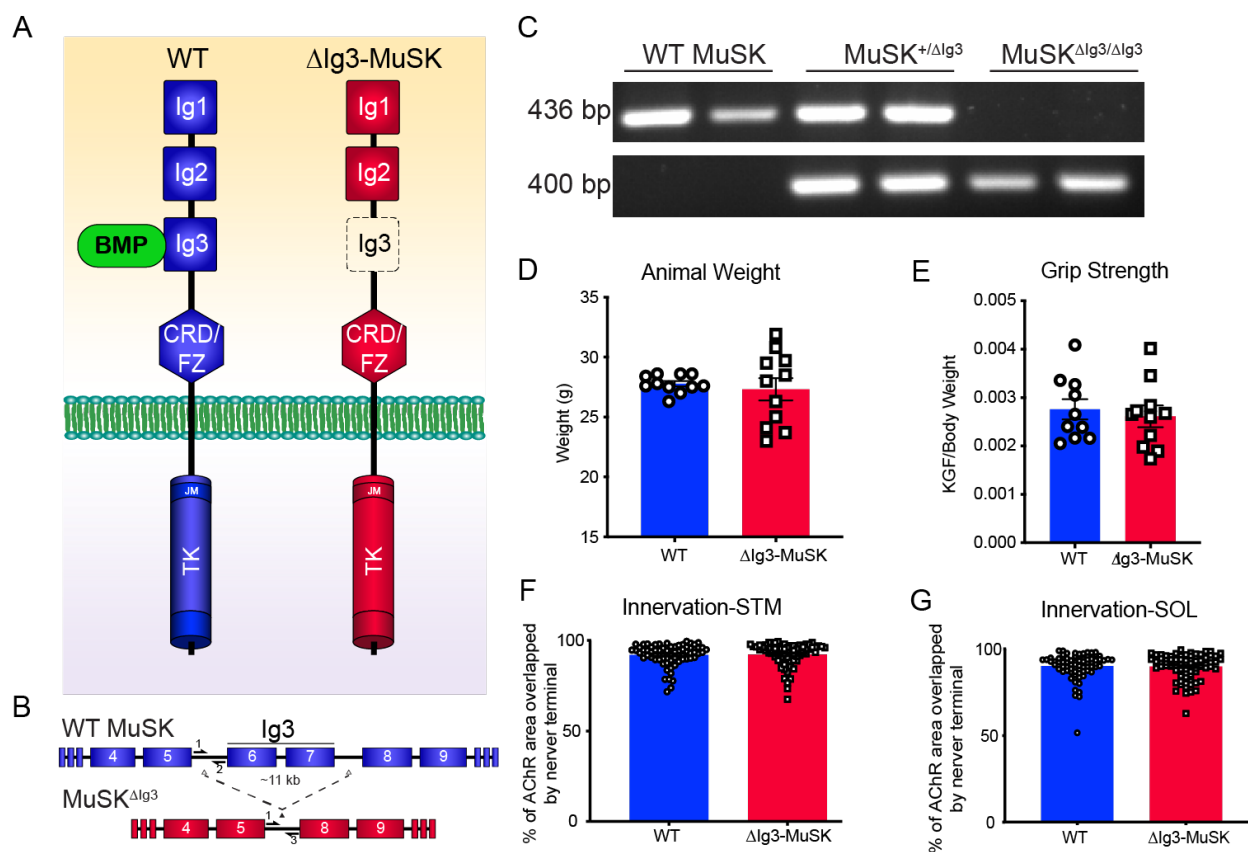 A
WT
ΔIg3-MuSK
Ig1
Ig1
Ig2
Ig2
BMP
Ig3
Ig3
CRD/
FZ
CRD/
FZ
JM
JM
TK
TK
B
WT MuSK
Ig3
4
5
1
2
6
7
8
9
~11 kb
MuSKΔIg3
4
5
1
3
8
9
C
WT MuSK
MuSK+/ΔIg3
MuSKΔIg3/ΔIg3
436 bp
400 bp
D
Animal Weight
Weight (g)
35
30
25
20
15
WT
ΔIg3-MuSK
E
Grip Strength
KGF/Body Weight
0.005
0.004
0.003
0.002
0.001
0.000
WT
ΔIg3-MuSK
F
Innervation-STM
% of AChR area overlapped
by nerver terminal
100
50
0
WT
ΔIg3-MuSK
G
Innervation-SOL
% of AChR area overlapped
by nerver terminal
100
50
0
WT
ΔIg3-MuSK